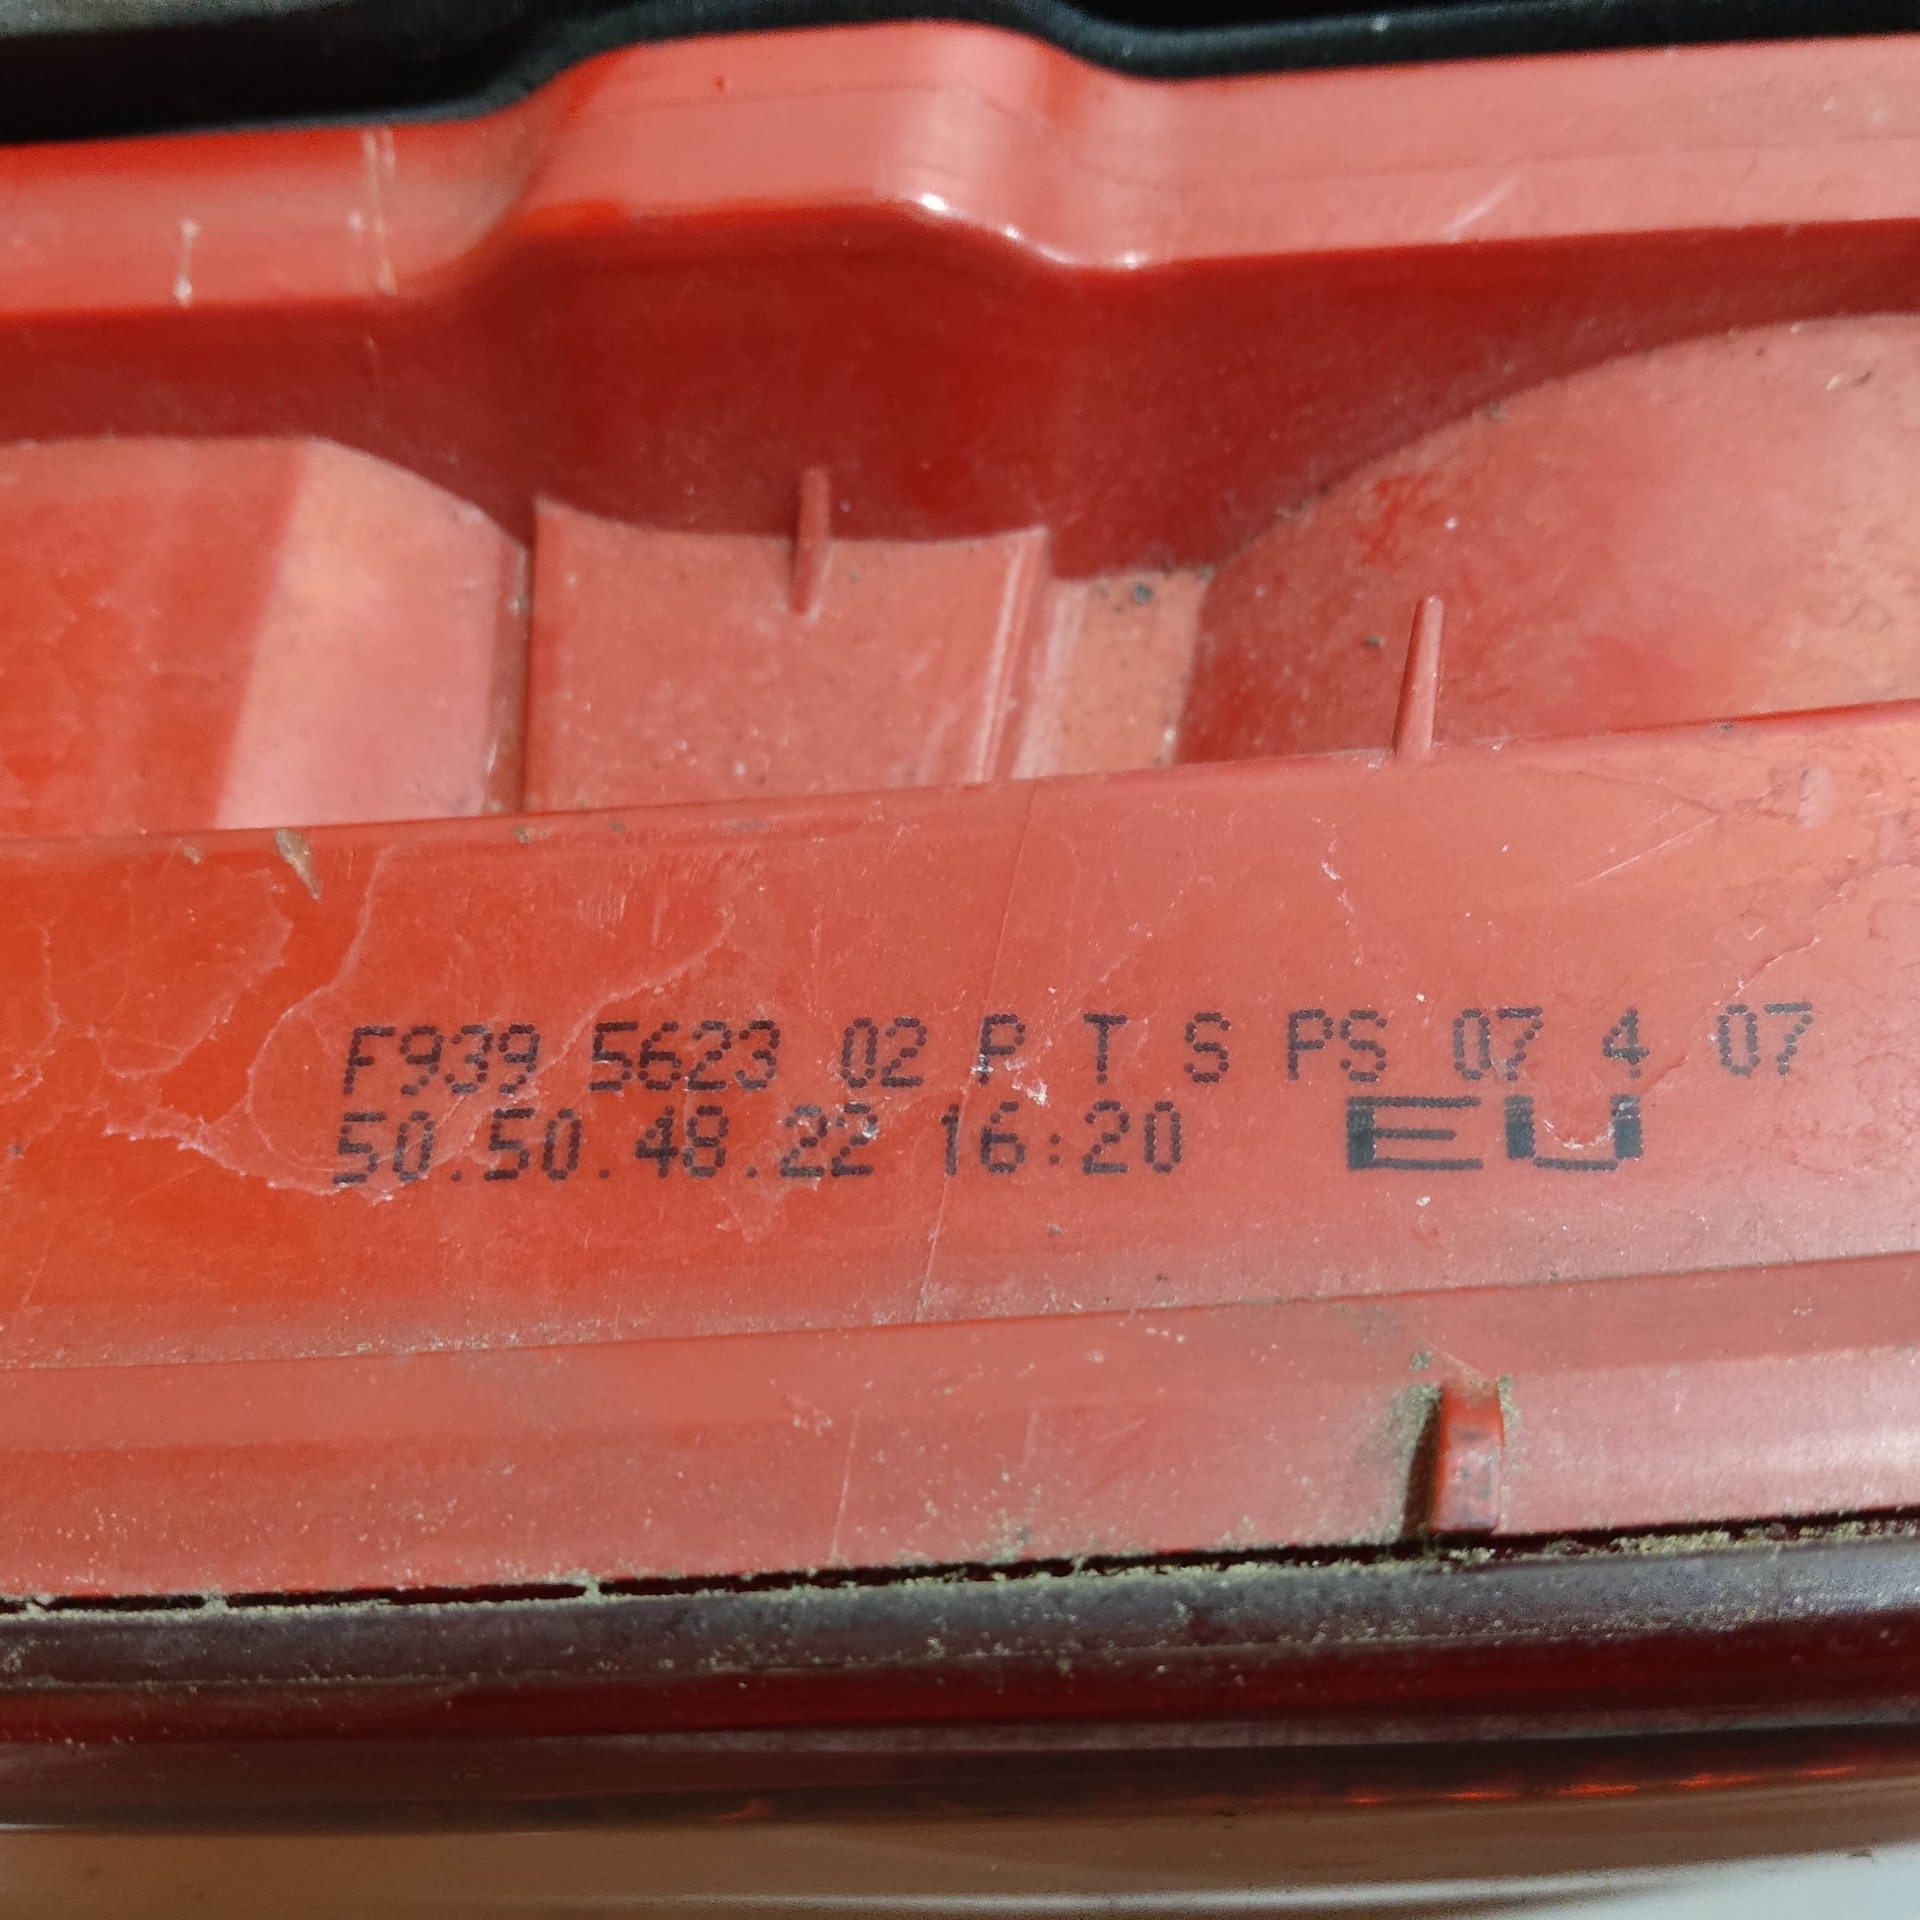 F939 5623 02 P T S PS 07 4 07
50.50.48.22 16:20 EU